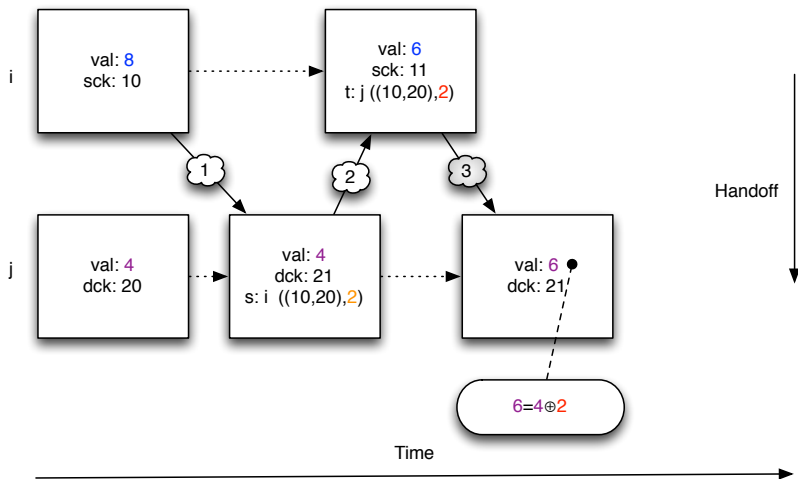 i
val: 8
sck: 10
val: 6
sck: 11
t: j ((10,20),2)
1
2
3
Handoff
j
val: 4
dck: 20
val: 4
dck: 21
s: i ((10,20),2)
val: 6
dck: 21
6=4⊕2
Time